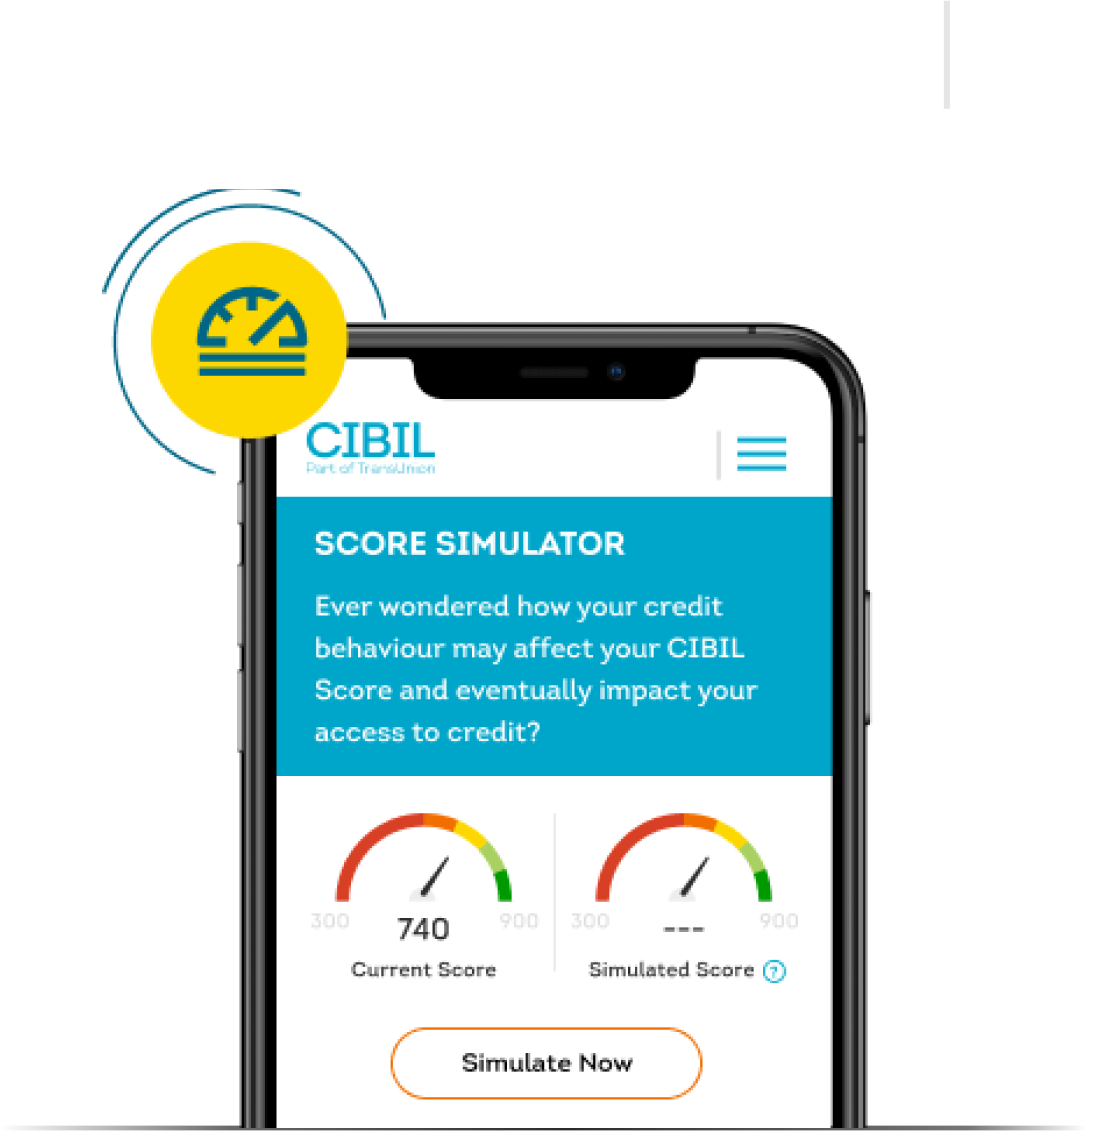 CIBIL
Part of TransUnion
SCORE SIMULATOR
Ever wondered how your credit
behaviour may affect your CIBIL
Score and eventually impact your
access to credit?
300 740 900
300 --- 900
Current Score
Simulated Score ?
Simulate Now